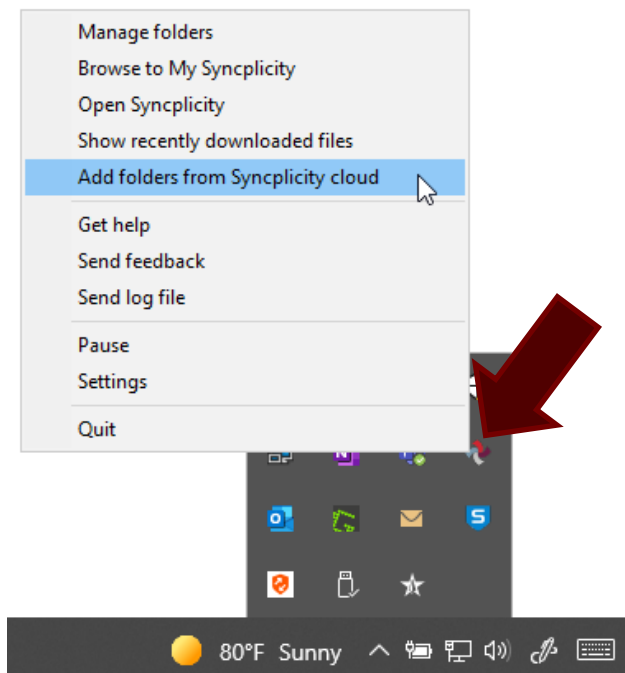 Manage folders
Browse to My Syncplicity
Open Syncplicity
Show recently downloaded files
Add folders from Syncplicity cloud
Get help
Send feedback
Send log file
Pause
Settings
Quit
80°F Sunny